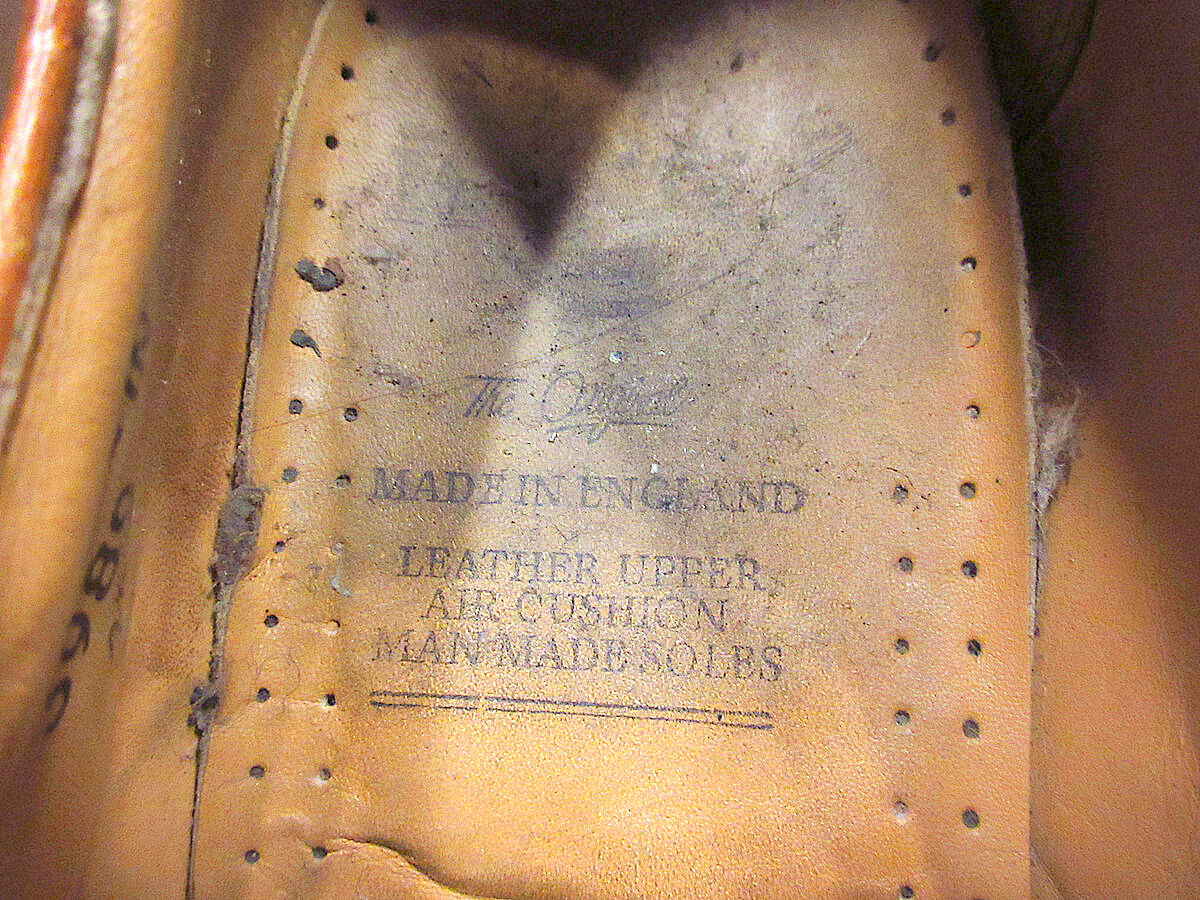 The Original
MADE IN ENGLAND
LEATHER UPPER
AIR CUSHION
MAN MADE SOLES